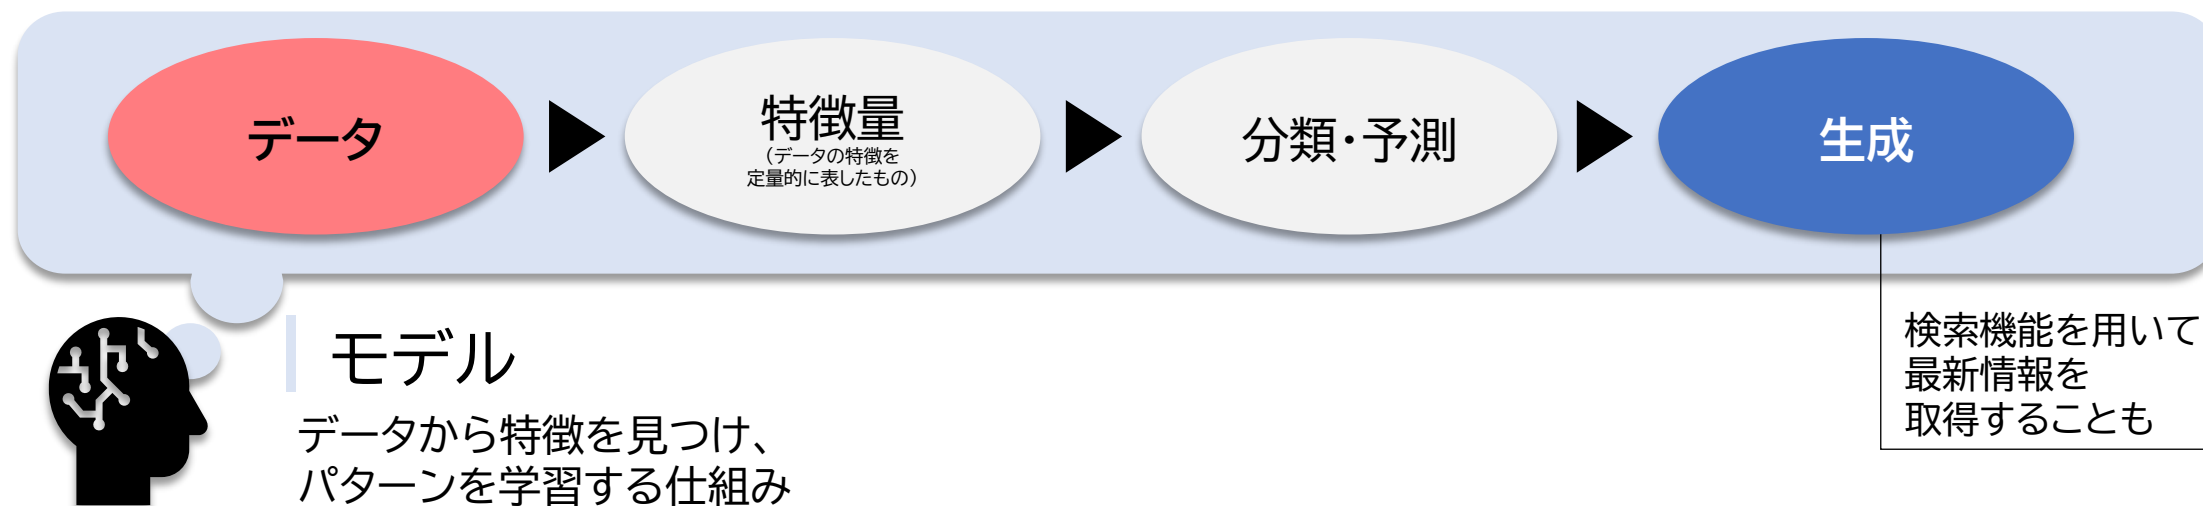 データ
特徴量
（データの特徴を
定量的に表したもの）
分類・予測
生成
モデル
データから特徴を見つけ、
パターンを学習する仕組み
検索機能を用いて
最新情報を
取得することも